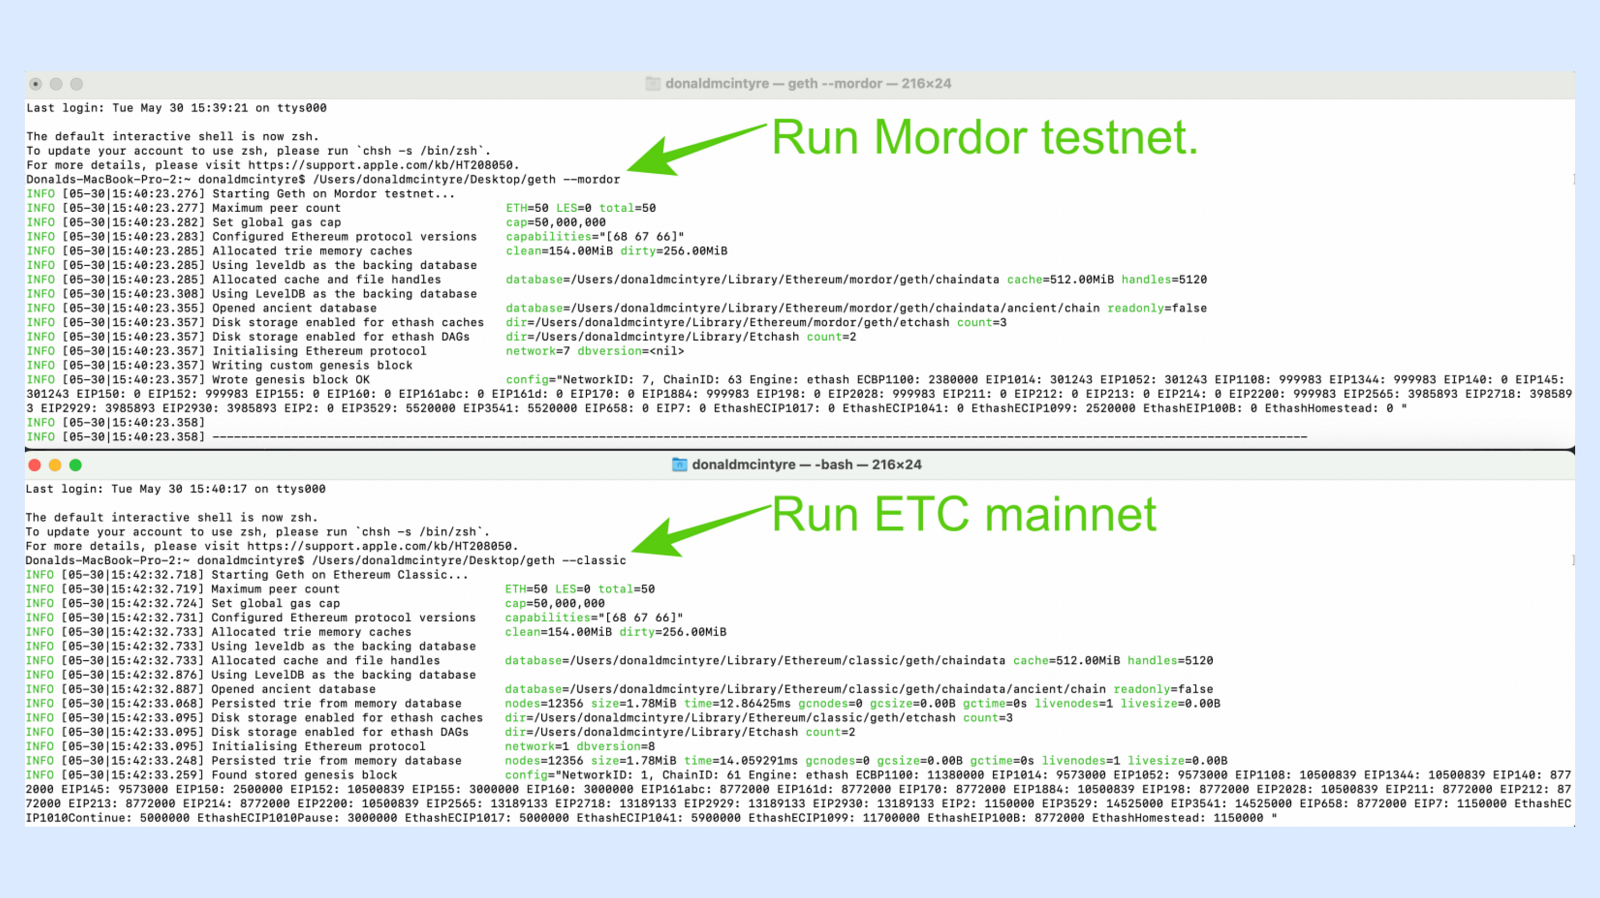 donaldmcintyre — geth --mordor — 216×24
Last login: Tue May 30 15:39:21 on ttys000
The default interactive shell is now zsh.
To update your account to use zsh, please run `chsh -s /bin/zsh`.
For more details, please visit https://support.apple.com/kb/HT208050.
Run Mordor testnet.
Donalds-MacBook-Pro-2:~ donaldmcintyre$ /Users/donaldmcintyre/Desktop/geth --mordor
INFO [05-30|15:40:23.276] Starting Geth on Mordor testnet...
INFO [05-30|15:40:23.277] Maximum peer count ETH=50 LES=0 total=50
INFO [05-30|15:40:23.282] Set global gas cap cap=50,000,000
INFO [05-30|15:40:23.283] Configured Ethereum protocol versions capabilities="[68 67 66]"
INFO [05-30|15:40:23.285] Allocated trie memory caches clean=154.00MiB dirty=256.00MiB
INFO [05-30|15:40:23.285] Using leveldb as the backing database
INFO [05-30|15:40:23.285] Allocated cache and file handles database=/Users/donaldmcintyre/Library/Ethereum/mordor/geth/chaindata cache=512.00MiB handles=5120
INFO [05-30|15:40:23.308] Using LevelDB as the backing database
INFO [05-30|15:40:23.355] Opened ancient database database=/Users/donaldmcintyre/Library/Ethereum/mordor/geth/chaindata/ancient/chain readonly=false
INFO [05-30|15:40:23.357] Disk storage enabled for ethash caches dir=/Users/donaldmcintyre/Library/Ethereum/mordor/geth/etchash count=3
INFO [05-30|15:40:23.357] Disk storage enabled for ethash DAGs dir=/Users/donaldmcintyre/Library/Etchash count=2
INFO [05-30|15:40:23.357] Initialising Ethereum protocol network=7 dbversion=<nil>
INFO [05-30|15:40:23.357] Writing custom genesis block
INFO [05-30|15:40:23.357] Wrote genesis block OK config="NetworkID: 7, ChainID: 63 Engine: ethash ECBP1100: 2380000 EIP1014: 301243 EIP1052: 301243 EIP1108: 999983 EIP1344: 999983 EIP140: 0 EIP145:
301243 EIP150: 0 EIP152: 999983 EIP155: 0 EIP160: 0 EIP161abc: 0 EIP161d: 0 EIP170: 0 EIP1884: 999983 EIP198: 0 EIP2028: 999983 EIP211: 0 EIP212: 0 EIP213: 0 EIP214: 0 EIP2200: 999983 EIP2565: 3985893 EIP2718: 398589
3 EIP2929: 3985893 EIP2930: 3985893 EIP2: 0 EIP3529: 5520000 EIP3541: 5520000 EIP658: 0 EIP7: 0 EthashECIP1017: 0 EthashECIP1041: 0 EthashECIP1099: 2520000 EthashEIP100B: 0 EthashHomestead: 0 "
INFO [05-30|15:40:23.358]
INFO [05-30|15:40:23.358] ---------------------------------------------------------------------------------------------------------------------------------------------------------
donaldmcintyre — -bash — 216×24
Last login: Tue May 30 15:40:17 on ttys000
The default interactive shell is now zsh.
To update your account to use zsh, please run `chsh -s /bin/zsh`.
For more details, please visit https://support.apple.com/kb/HT208050.
Run ETC mainnet
Donalds-MacBook-Pro-2:~ donaldmcintyre$ /Users/donaldmcintyre/Desktop/geth --classic
INFO [05-30|15:42:32.718] Starting Geth on Ethereum Classic...
INFO [05-30|15:42:32.719] Maximum peer count ETH=50 LES=0 total=50
INFO [05-30|15:42:32.724] Set global gas cap cap=50,000,000
INFO [05-30|15:42:32.731] Configured Ethereum protocol versions capabilities="[68 67 66]"
INFO [05-30|15:42:32.733] Allocated trie memory caches clean=154.00MiB dirty=256.00MiB
INFO [05-30|15:42:32.733] Using leveldb as the backing database
INFO [05-30|15:42:32.733] Allocated cache and file handles database=/Users/donaldmcintyre/Library/Ethereum/classic/geth/chaindata cache=512.00MiB handles=5120
INFO [05-30|15:42:32.876] Using LevelDB as the backing database
INFO [05-30|15:42:32.887] Opened ancient database database=/Users/donaldmcintyre/Library/Ethereum/classic/geth/chaindata/ancient/chain readonly=false
INFO [05-30|15:42:33.068] Persisted trie from memory database nodes=12356 size=1.78MiB time=12.86425ms gcnodes=0 gcsize=0.00B gctime=0s livenodes=1 livesize=0.00B
INFO [05-30|15:42:33.095] Disk storage enabled for ethash caches dir=/Users/donaldmcintyre/Library/Ethereum/classic/geth/etchash count=3
INFO [05-30|15:42:33.095] Disk storage enabled for ethash DAGs dir=/Users/donaldmcintyre/Library/Etchash count=2
INFO [05-30|15:42:33.095] Initialising Ethereum protocol network=1 dbversion=8
INFO [05-30|15:42:33.248] Persisted trie from memory database nodes=12356 size=1.78MiB time=14.059291ms gcnodes=0 gcsize=0.00B gctime=0s livenodes=1 livesize=0.00B
INFO [05-30|15:42:33.259] Found stored genesis block config="NetworkID: 1, ChainID: 61 Engine: ethash ECBP1100: 11380000 EIP1014: 9573000 EIP1052: 9573000 EIP1108: 10500839 EIP1344: 10500839 EIP140: 877
2000 EIP145: 9573000 EIP150: 2500000 EIP152: 10500839 EIP155: 3000000 EIP160: 3000000 EIP161abc: 8772000 EIP161d: 8772000 EIP170: 8772000 EIP1884: 10500839 EIP198: 8772000 EIP2028: 10500839 EIP211: 8772000 EIP212: 87
72000 EIP213: 8772000 EIP214: 8772000 EIP2200: 10500839 EIP2565: 13189133 EIP2718: 13189133 EIP2929: 13189133 EIP2930: 13189133 EIP2: 1150000 EIP3529: 14525000 EIP3541: 14525000 EIP658: 8772000 EIP7: 1150000 EthashEC
IP1010Continue: 5000000 EthashECIP1010Pause: 3000000 EthashECIP1017: 5000000 EthashECIP1041: 5900000 EthashECIP1099: 11700000 EthashEIP100B: 8772000 EthashHomestead: 1150000 "